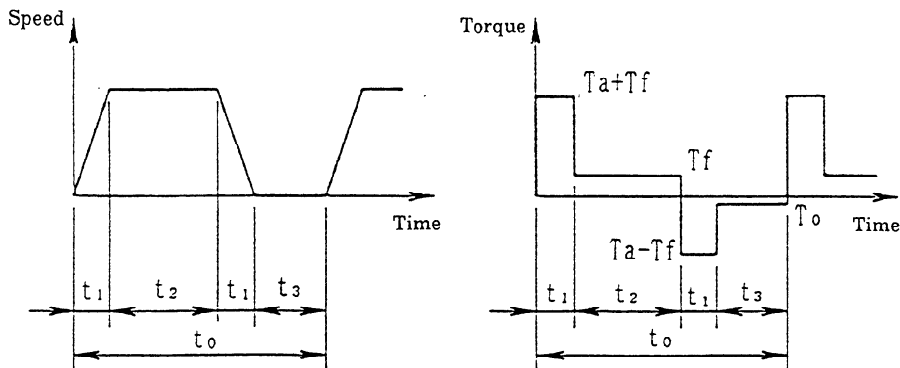 Speed
Time
t₁ t₂ t₁ t₃
t₀
Torque
Ta+Tf
Tf
To
Time
Ta−Tf
t₁ t₂ t₁ t₃
t₀